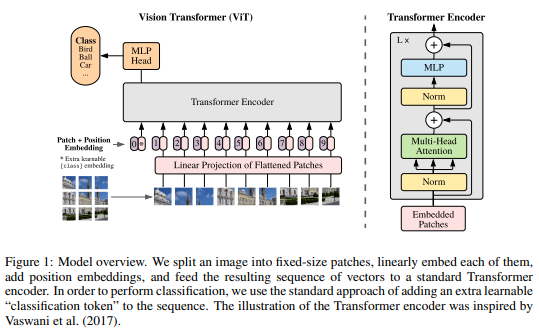 Vision Transformer (ViT)
Class
Bird
Ball
Car
...
MLP
Head
Transformer Encoder
Patch + Position
Embedding
* Extra learnable
[class] embedding
0 * 1 2 3 4 5 6 7 8 9
Linear Projection of Flattened Patches
Transformer Encoder
L x
+
MLP
Norm
+
Multi-Head
Attention
Norm
Embedded
Patches
Figure 1: Model overview. We split an image into fixed-size patches, linearly embed each of them,
add position embeddings, and feed the resulting sequence of vectors to a standard Transformer
encoder. In order to perform classification, we use the standard approach of adding an extra learnable
“classification token” to the sequence. The illustration of the Transformer encoder was inspired by
Vaswani et al. (2017).